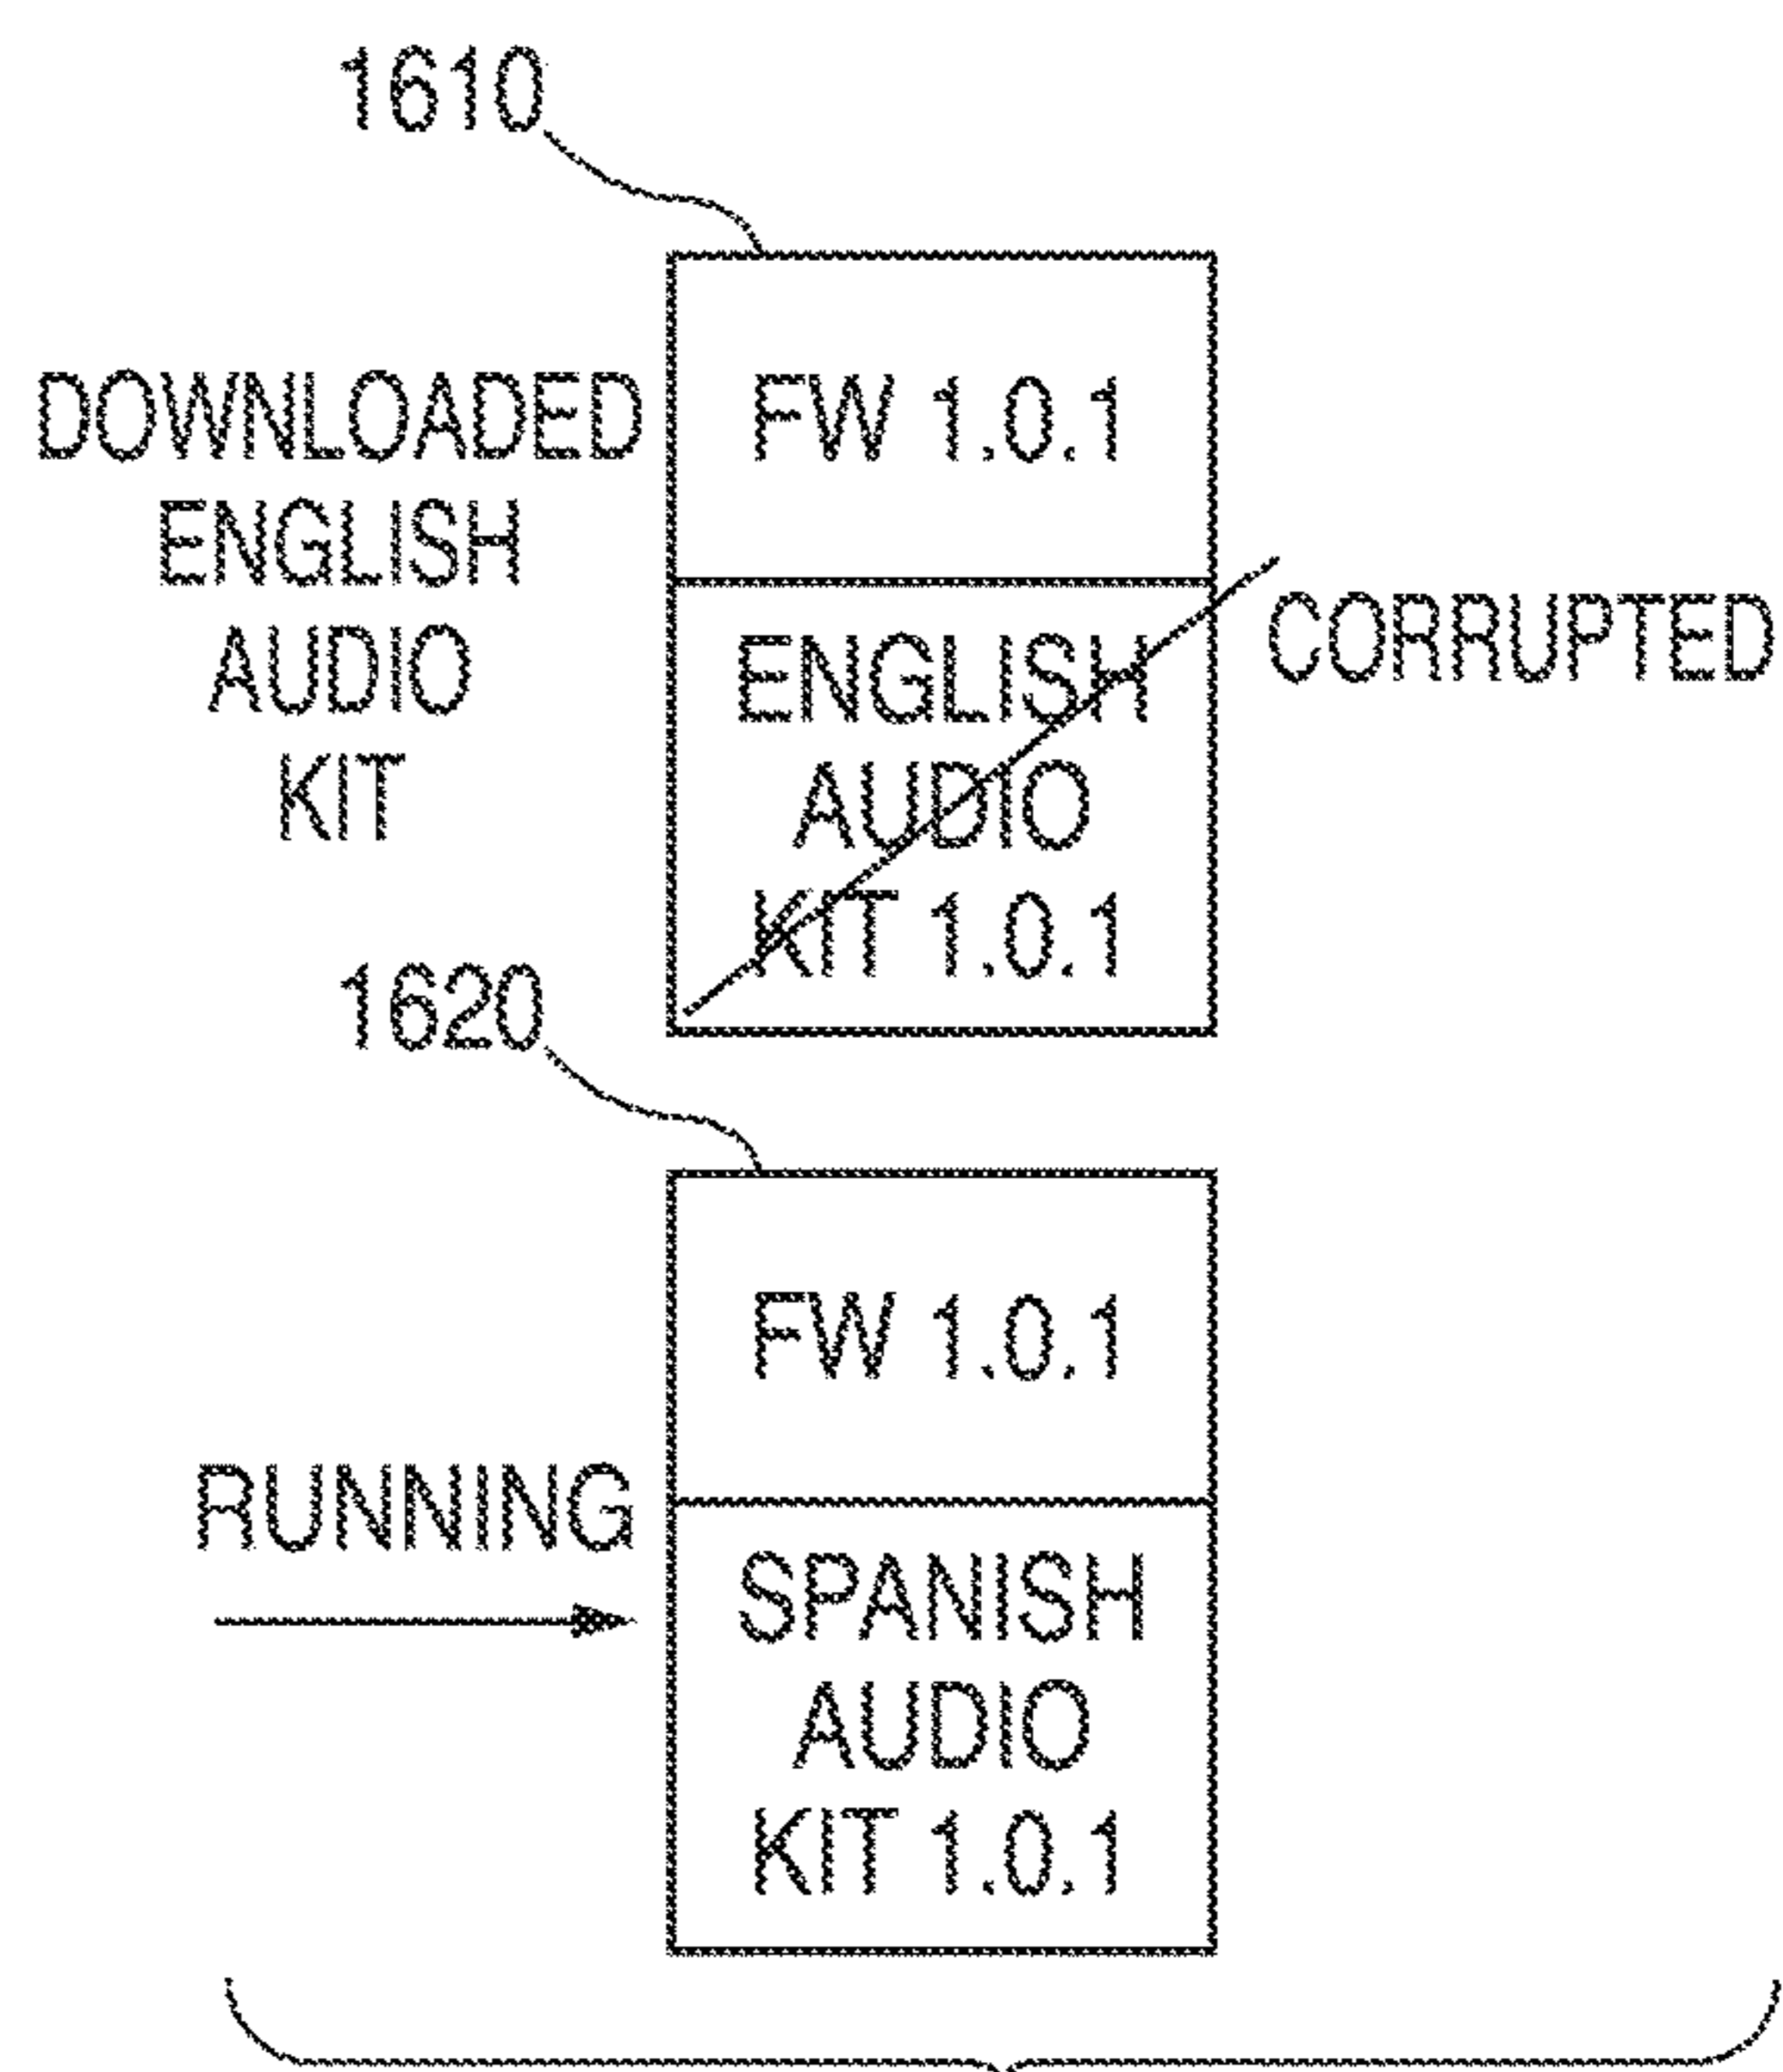 1610
DOWNLOADED
ENGLISH
AUDIO
KIT
FW 1.0.1
ENGLISH
AUDIO
KIT 1.0.1
CORRUPTED
1620
RUNNING
FW 1.0.1
SPANISH
AUDIO
KIT 1.0.1